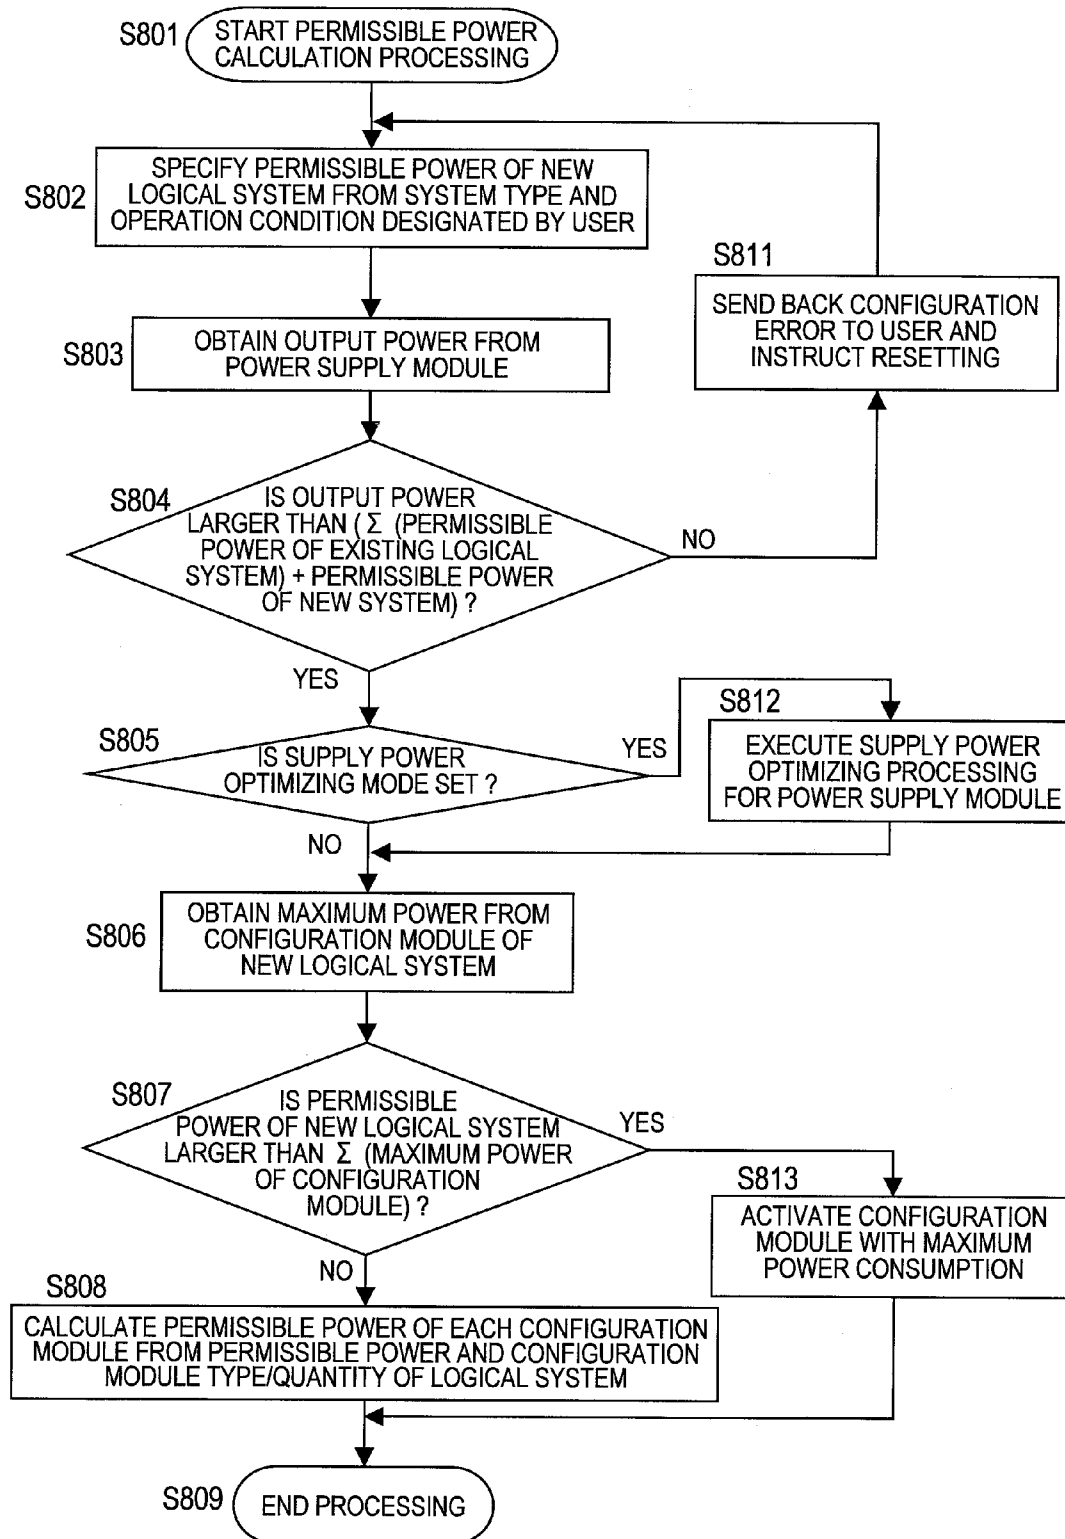 S801
START PERMISSIBLE POWER
CALCULATION PROCESSING
S802
SPECIFY PERMISSIBLE POWER OF NEW
LOGICAL SYSTEM FROM SYSTEM TYPE AND
OPERATION CONDITION DESIGNATED BY USER
S811
SEND BACK CONFIGURATION
ERROR TO USER AND
INSTRUCT RESETTING
S803
OBTAIN OUTPUT POWER FROM
POWER SUPPLY MODULE
S804
IS OUTPUT POWER
LARGER THAN ( Σ (PERMISSIBLE
POWER OF EXISTING LOGICAL
SYSTEM) + PERMISSIBLE POWER
OF NEW SYSTEM) ?
NO
YES
S805
IS SUPPLY POWER
OPTIMIZING MODE SET ?
YES
S812
EXECUTE SUPPLY POWER
OPTIMIZING PROCESSING
FOR POWER SUPPLY MODULE
NO
S806
OBTAIN MAXIMUM POWER FROM
CONFIGURATION MODULE OF
NEW LOGICAL SYSTEM
S807
IS PERMISSIBLE
POWER OF NEW LOGICAL SYSTEM
LARGER THAN Σ (MAXIMUM POWER
OF CONFIGURATION
MODULE) ?
YES
S813
ACTIVATE CONFIGURATION
MODULE WITH MAXIMUM
POWER CONSUMPTION
NO
S808
CALCULATE PERMISSIBLE POWER OF EACH CONFIGURATION
MODULE FROM PERMISSIBLE POWER AND CONFIGURATION
MODULE TYPE/QUANTITY OF LOGICAL SYSTEM
S809
END PROCESSING